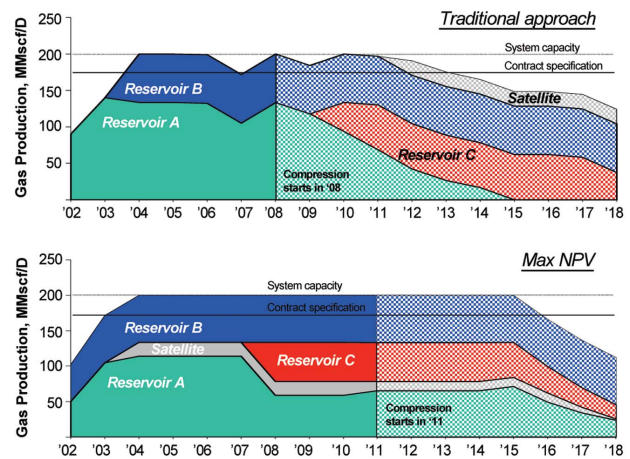 Traditional approach
Gas Production, MMscf/D
250
200
150
100
50
System capacity
Contract specification
Reservoir B
Satellite
Reservoir A
Reservoir C
Compression
starts in '08
'02 '03 '04 '05 '06 '07 '08 '09 '10 '11 '12 '13 '14 '15 '16 '17 '18
Max NPV
Gas Production, MMscf/D
250
200
150
100
50
System capacity
Contract specification
Reservoir B
Satellite
Reservoir C
Reservoir A
Compression
starts in '11
'02 '03 '04 '05 '06 '07 '08 '09 '10 '11 '12 '13 '14 '15 '16 '17 '18